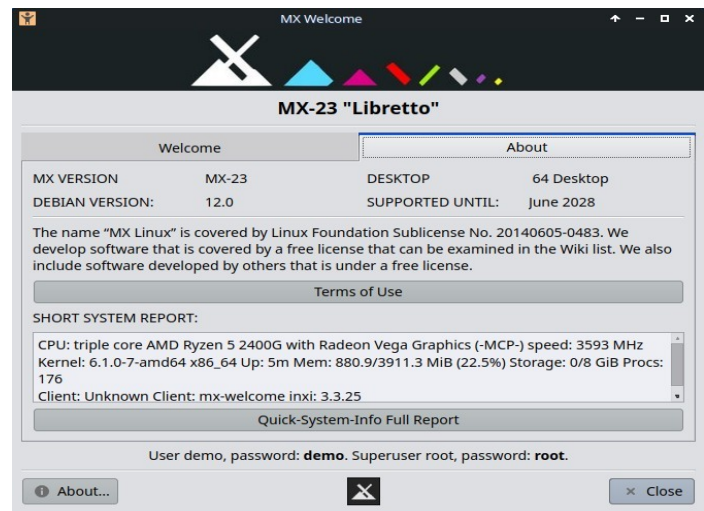 MX Welcome
MX-23 "Libretto"
Welcome
About
MX VERSION MX-23 DESKTOP 64 Desktop
DEBIAN VERSION: 12.0 SUPPORTED UNTIL: June 2028
The name “MX Linux” is covered by Linux Foundation Sublicense No. 20140605-0483. We
develop software that is covered by a free license that can be examined in the Wiki list. We also
include software developed by others that is under a free license.
Terms of Use
SHORT SYSTEM REPORT:
CPU: triple core AMD Ryzen 5 2400G with Radeon Vega Graphics (-MCP-) speed: 3593 MHz
Kernel: 6.1.0-7-amd64 x86_64 Up: 5m Mem: 880.9/3911.3 MiB (22.5%) Storage: 0/8 GiB Procs:
176
Client: Unknown Client: mx-welcome inxi: 3.3.25
Quick-System-Info Full Report
User demo, password: demo. Superuser root, password: root.
About...
Close